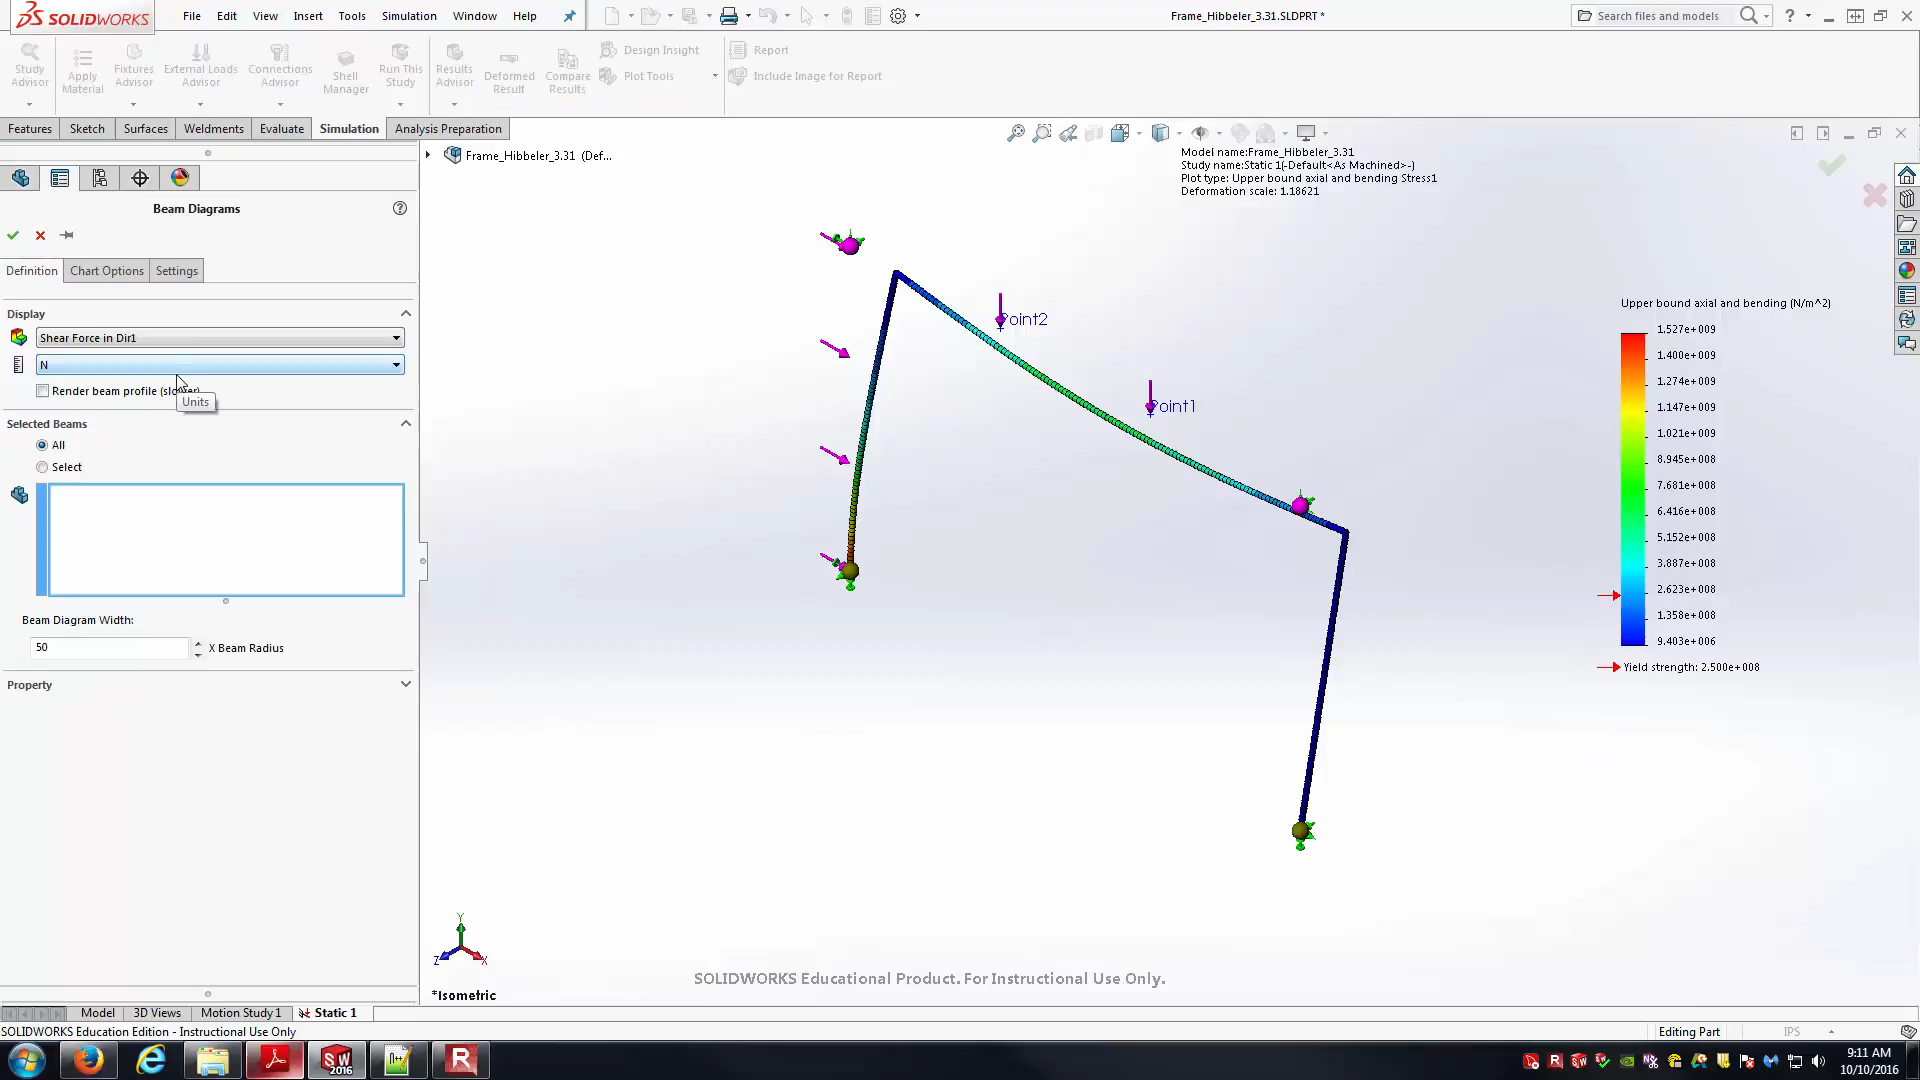 SOLIDWORKS
File Edit View Insert Tools Simulation Window Help
Frame_Hibbeler_3.31.SLDPRT *
Search files and models
Study Advisor
Apply Material
Fixtures Advisor
External Loads Advisor
Connections Advisor
Shell Manager
Run This Study
Results Advisor
Deformed Result
Compare Results
Design Insight
Plot Tools
Report
Include Image for Report
Features Sketch Surfaces Weldments Evaluate Simulation Analysis Preparation
Frame_Hibbeler_3.31 (Def...
Model name:Frame_Hibbeler_3.31
Study name:Static 1(-Default<As Machined>-)
Plot type: Upper bound axial and bending Stress1
Deformation scale: 1.18621
Beam Diagrams
Definition Chart Options Settings
Display
Shear Force in Dir1
N
Render beam profile (slower)
Units
Selected Beams
All
Select
Beam Diagram Width:
50 X Beam Radius
Property
Point2
Point1
Upper bound axial and bending (N/m^2)
1.527e+009
1.400e+009
1.274e+009
1.147e+009
1.021e+009
8.945e+008
7.681e+008
6.416e+008
5.152e+008
3.887e+008
2.623e+008
1.358e+008
9.403e+006
Yield strength: 2.500e+008
Y
Z
X
SOLIDWORKS Educational Product. For Instructional Use Only.
*Isometric
Model 3D Views Motion Study 1 Static 1
SOLIDWORKS Education Edition - Instructional Use Only
Editing Part
IPS
SW 2016
R
9:11 AM
10/10/2016